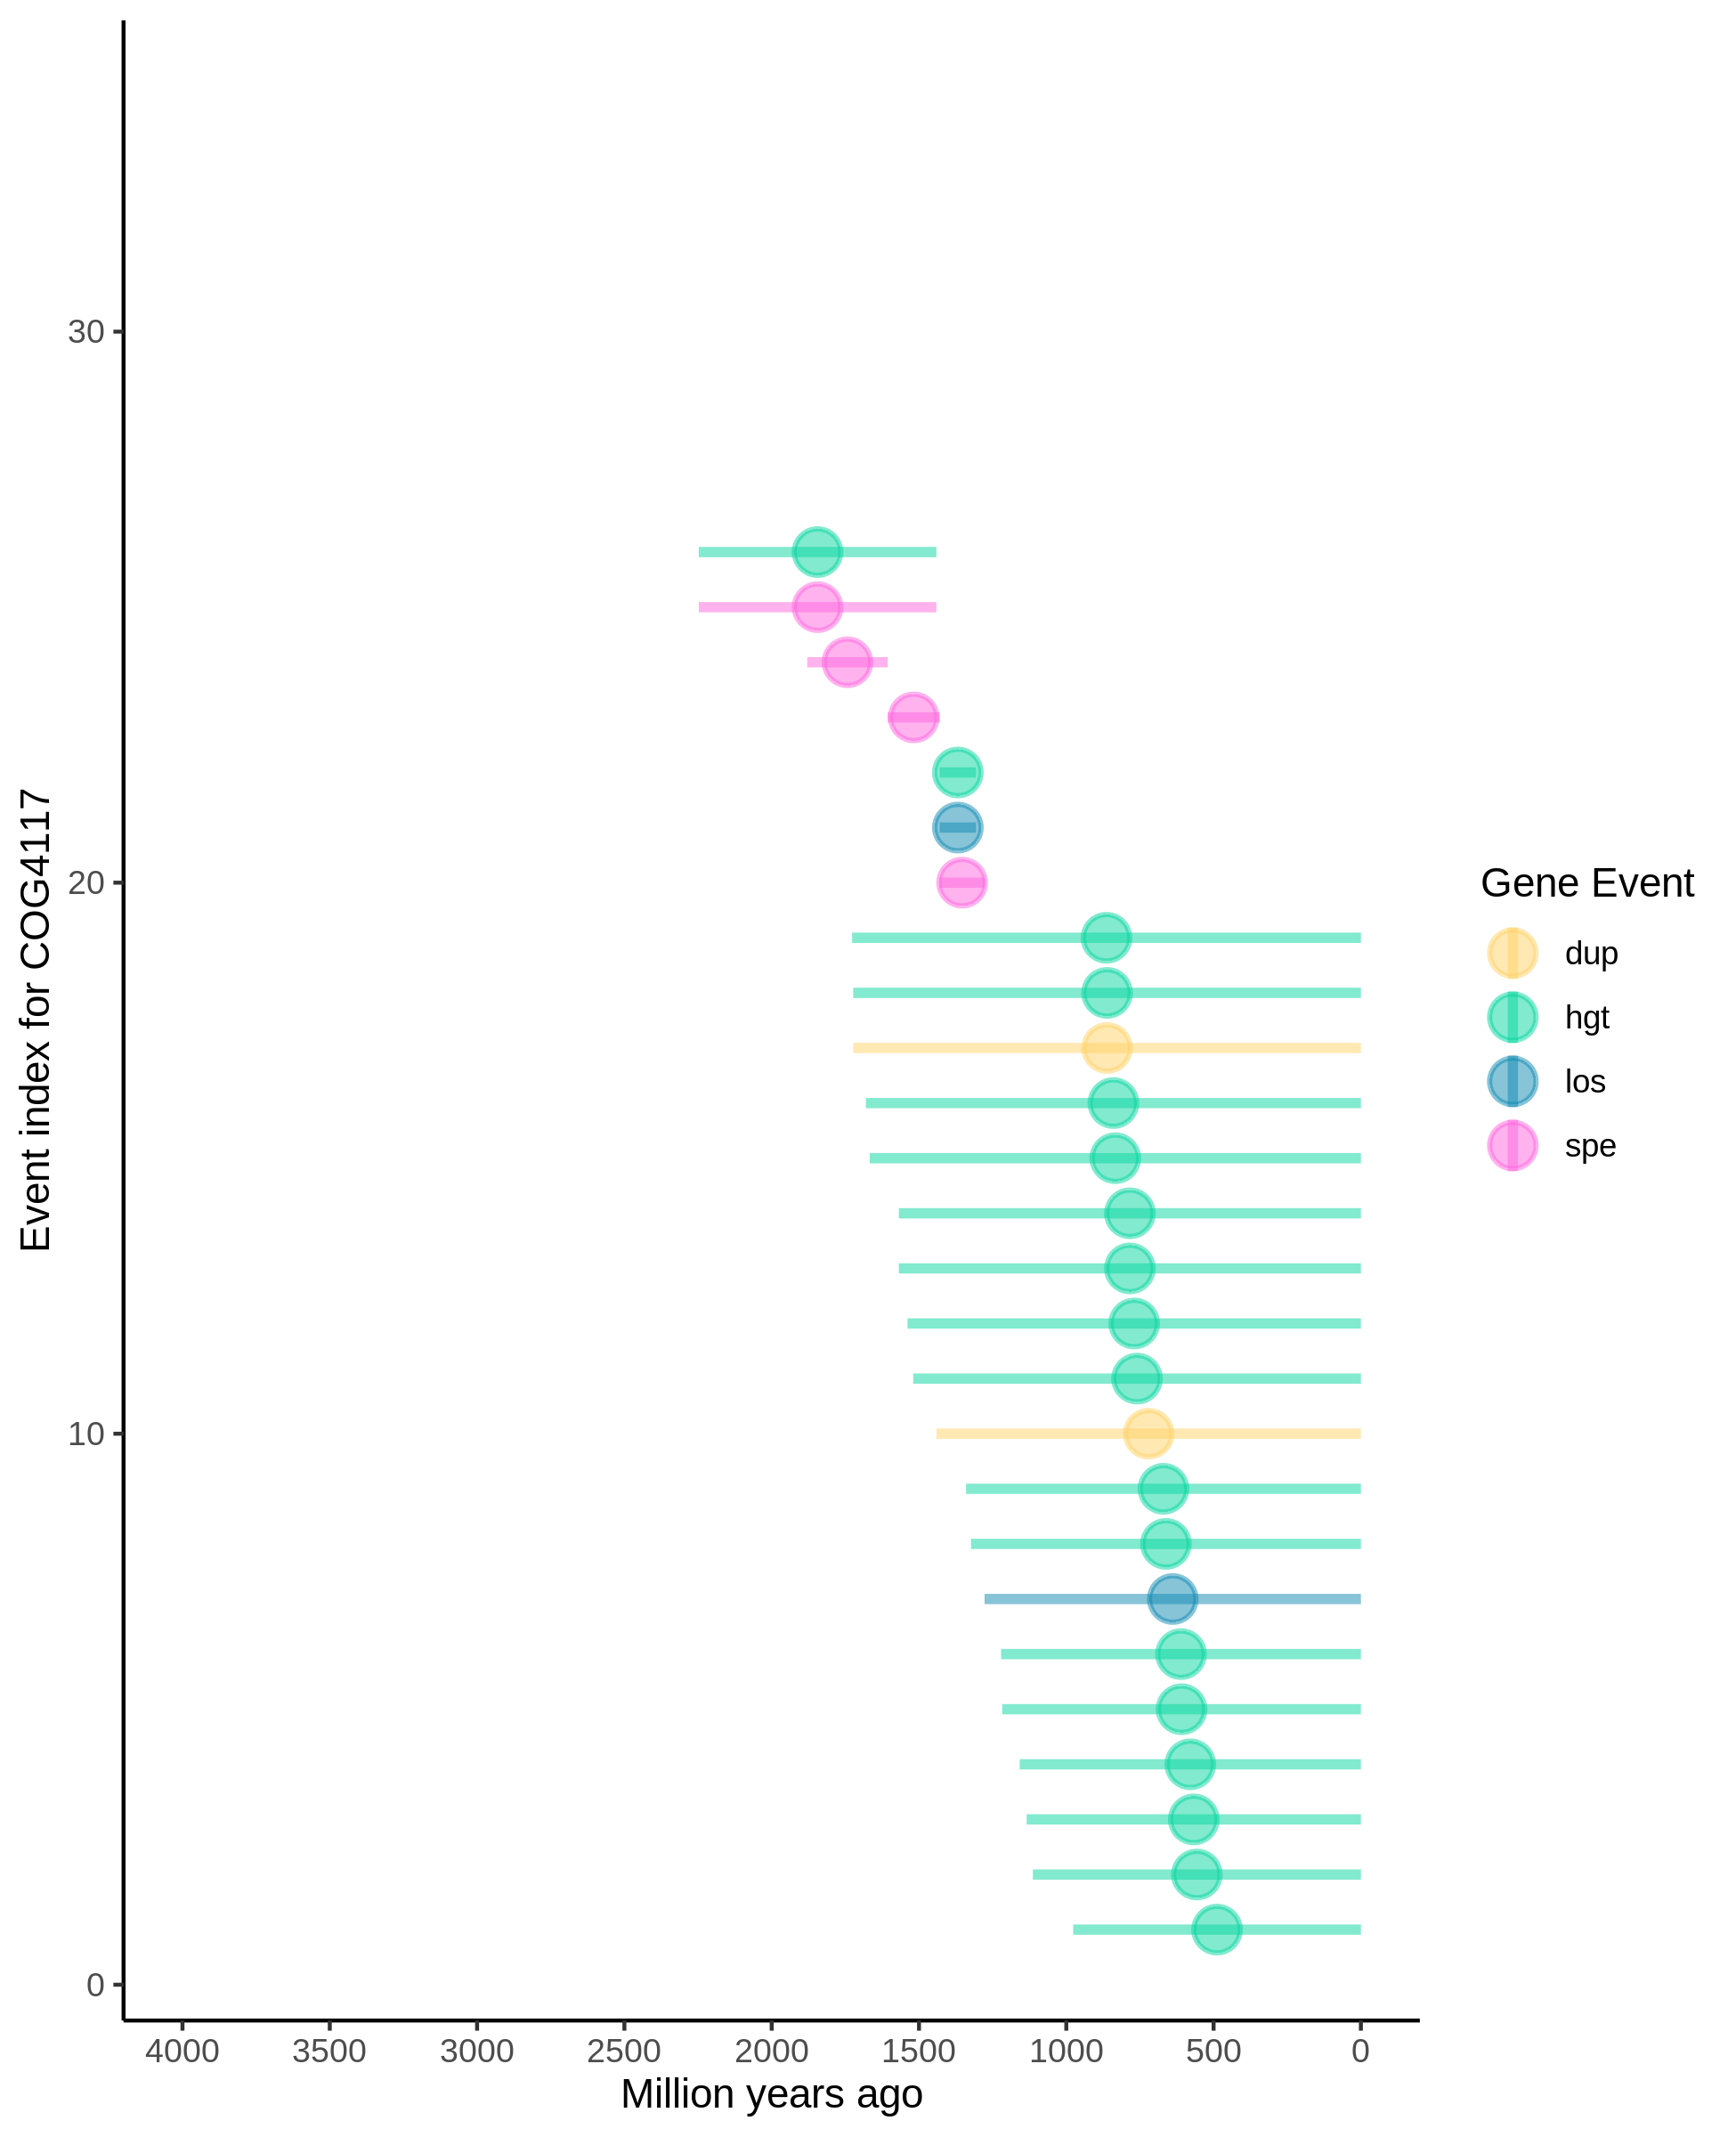 Event index for COG4117
30
20
10
0
4000 3500 3000 2500 2000 1500 1000 500 0
Million years ago
Gene Event
dup
hgt
los
spe